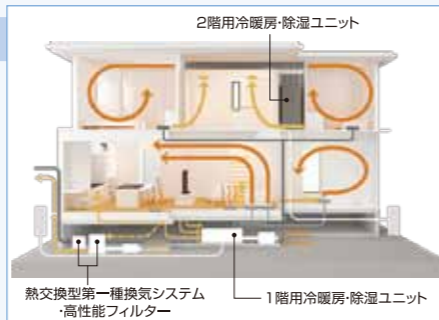 2階用冷暖房･除湿ユニット
熱交換型第一種換気システム
･高性能フィルター
1階用冷暖房･除湿ユニット